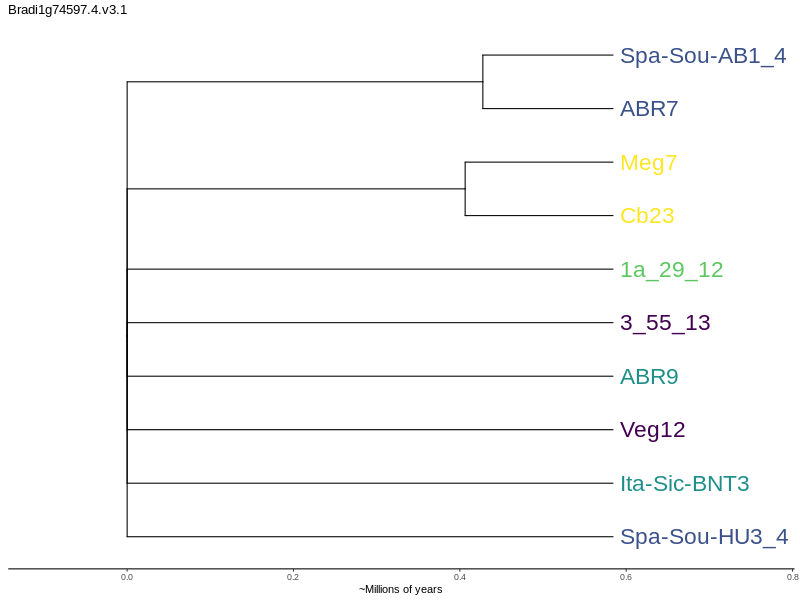 Bradi1g74597.4.v3.1
Spa-Sou-AB1_4
ABR7
Meg7
Cb23
1a_29_12
3_55_13
ABR9
Veg12
Ita-Sic-BNT3
Spa-Sou-HU3_4
0.0 0.2 0.4 0.6 0.8
~Millions of years